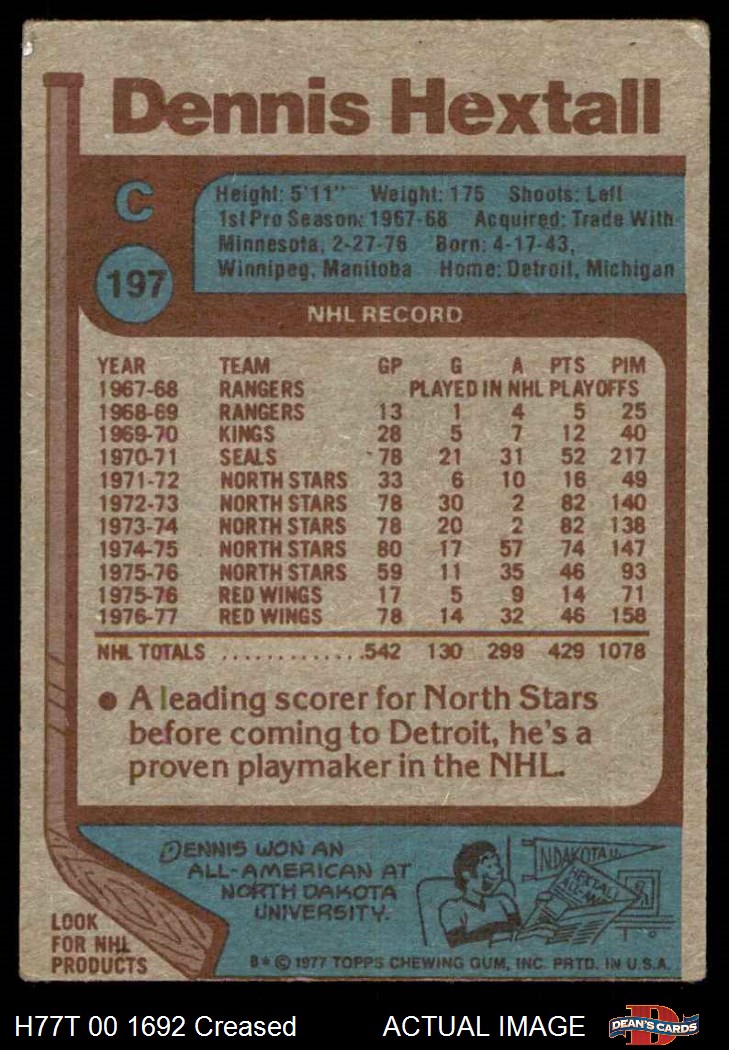 Dennis Hextall
C
Height: 5'11" Weight: 175 Shoots: Left
1st Pro Season: 1967-68 Acquired: Trade With
Minnesota, 2-27-76 Born: 4-17-43,
Winnipeg, Manitoba Home: Detroit, Michigan
197
NHL RECORD
YEAR TEAM GP G A PTS PIM
1967-68 RANGERS PLAYED IN NHL PLAYOFFS
1968-69 RANGERS 13 1 4 5 25
1969-70 KINGS 28 5 7 12 40
1970-71 SEALS 78 21 31 52 217
1971-72 NORTH STARS 33 6 10 16 49
1972-73 NORTH STARS 78 30 2 82 140
1973-74 NORTH STARS 78 20 2 82 138
1974-75 NORTH STARS 80 17 57 74 147
1975-76 NORTH STARS 59 11 35 46 93
1975-76 RED WINGS 17 5 9 14 71
1976-77 RED WINGS 78 14 32 46 158
NHL TOTALS .............542 130 299 429 1078
● A leading scorer for North Stars
before coming to Detroit, he's a
proven playmaker in the NHL.
DENNIS WON AN
ALL-AMERICAN AT
NORTH DAKOTA
UNIVERSITY.
N DAKOTA U.
HEXTALL
LOOK
FOR NHL
PRODUCTS
B* © 1977 TOPPS CHEWING GUM, INC. PRTD. IN U.S.A.
H77T 00 1692 Creased ACTUAL IMAGE
D
DEAN'S CARDS